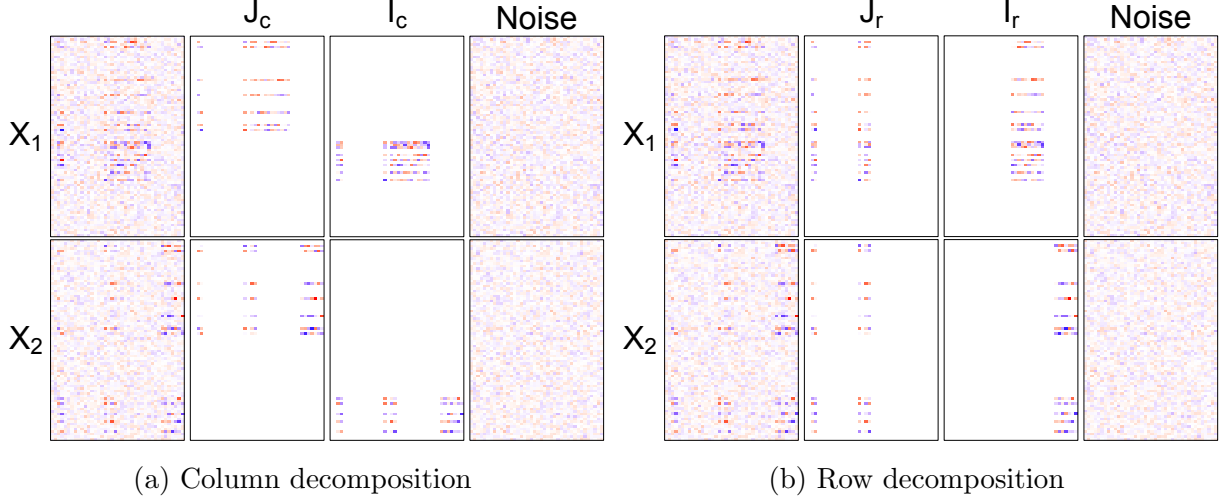 J_c I_c Noise J_r I_r Noise
X_1 X_1
X_2 X_2
(a) Column decomposition (b) Row decomposition